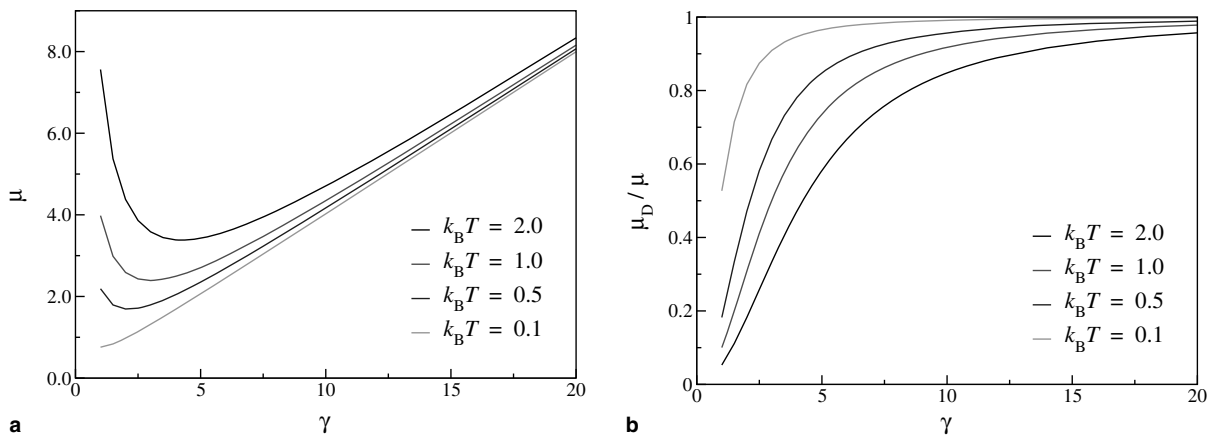 8.0
6.0
μ
4.0
2.0
0.0
k_BT = 2.0
k_BT = 1.0
k_BT = 0.5
k_BT = 0.1
0 5 10 15 20
γ
a
1
0.8
0.6
μ_D / μ
0.4
0.2
0
k_BT = 2.0
k_BT = 1.0
k_BT = 0.5
k_BT = 0.1
0 5 10 15 20
γ
b